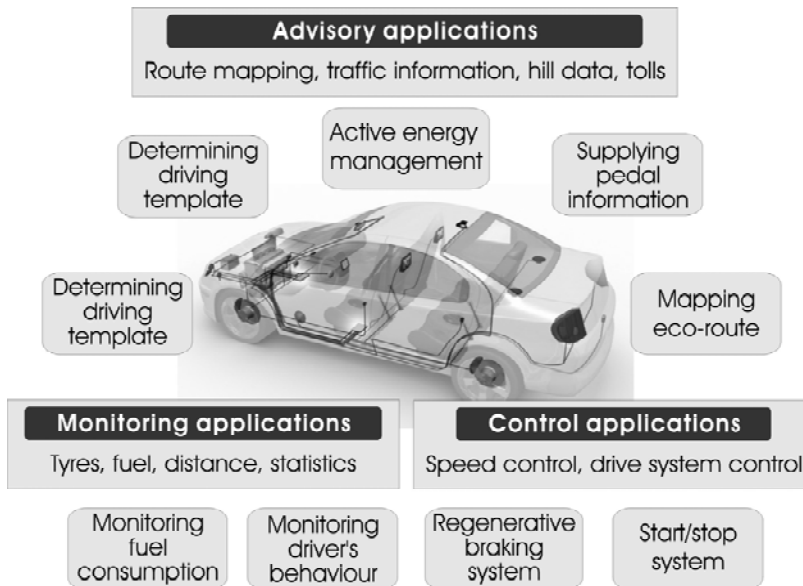 Advisory applications
Route mapping, traffic information, hill data, tolls
Determining
driving
template
Active energy
management
Supplying
pedal
information
Determining
driving
template
Mapping
eco-route
Monitoring applications
Tyres, fuel, distance, statistics
Control applications
Speed control, drive system control
Monitoring
fuel
consumption
Monitoring
driver's
behaviour
Regenerative
braking
system
Start/stop
system